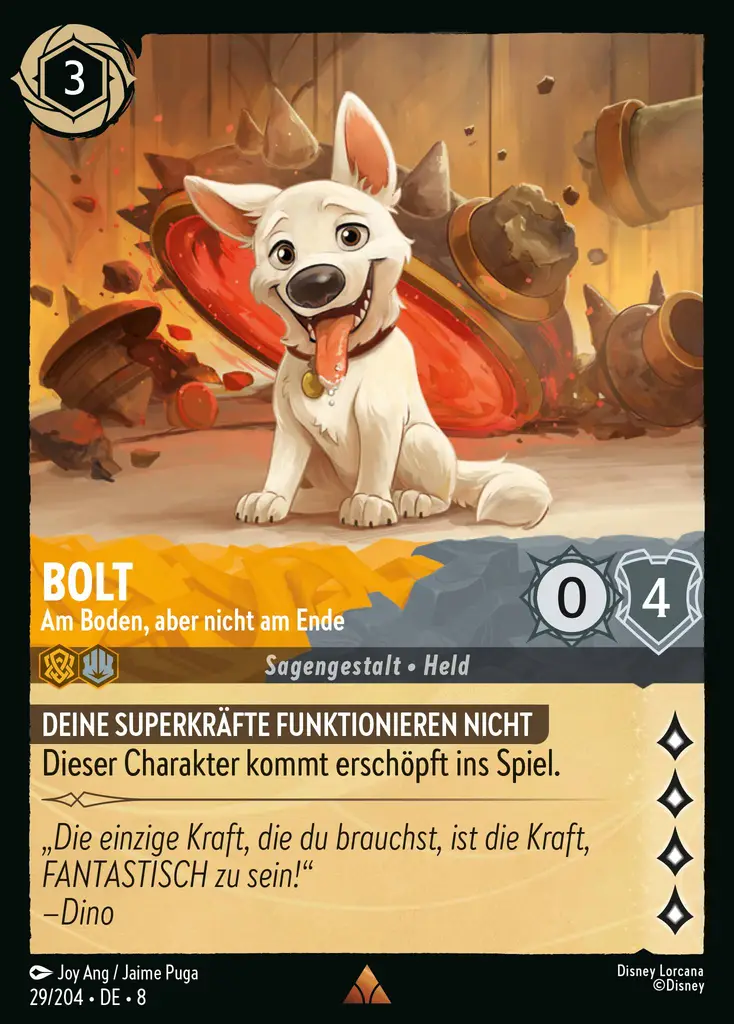 3
BOLT
Am Boden, aber nicht am Ende
0
4
Sagengestalt • Held
DEINE SUPERKRÄFTE FUNKTIONIEREN NICHT
Dieser Charakter kommt erschöpft ins Spiel.
„Die einzige Kraft, die du brauchst, ist die Kraft,
FANTASTISCH zu sein!“
–Dino
Joy Ang / Jaime Puga
29/204 • DE • 8
Disney Lorcana
©Disney